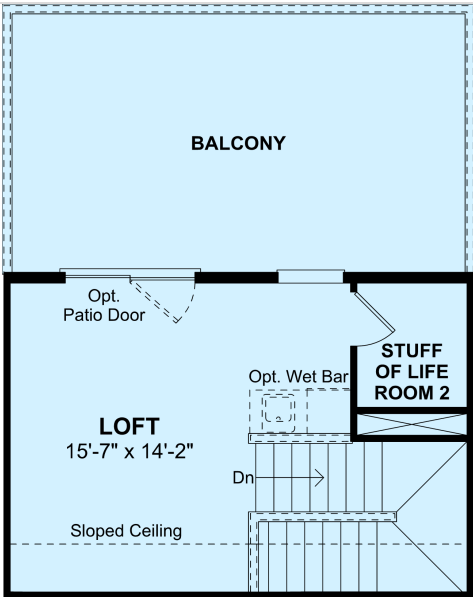 BALCONY
Opt.
Patio Door
STUFF
OF LIFE
ROOM 2
Opt. Wet Bar
LOFT
15'-7" x 14'-2"
Dn
Sloped Ceiling